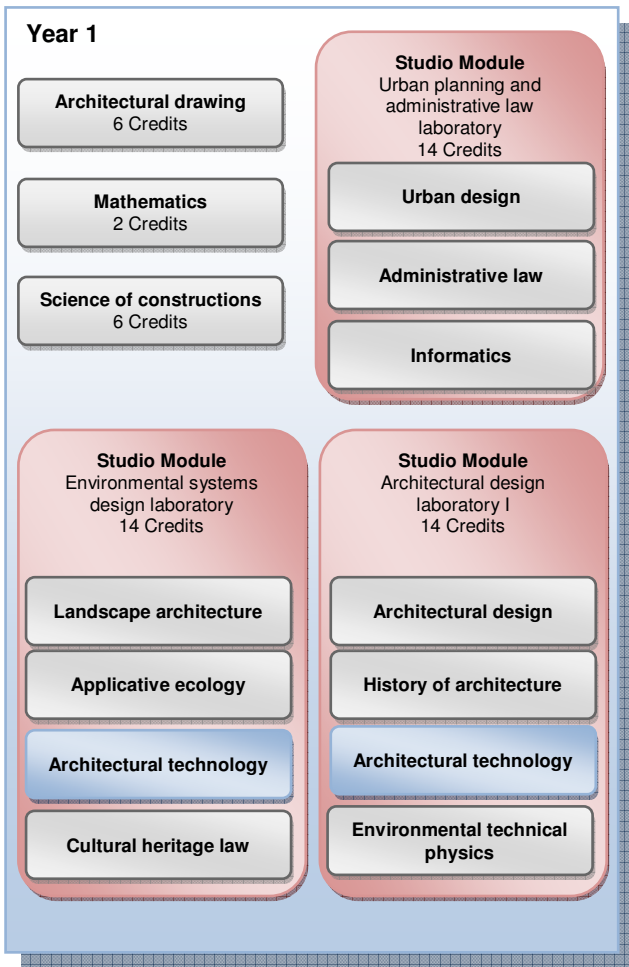 Year 1
Architectural drawing
6 Credits
Mathematics
2 Credits
Science of constructions
6 Credits
Studio Module
Urban planning and
administrative law
laboratory
14 Credits
Urban design
Administrative law
Informatics
Studio Module
Environmental systems
design laboratory
14 Credits
Landscape architecture
Applicative ecology
Architectural technology
Cultural heritage law
Studio Module
Architectural design
laboratory I
14 Credits
Architectural design
History of architecture
Architectural technology
Environmental technical
physics